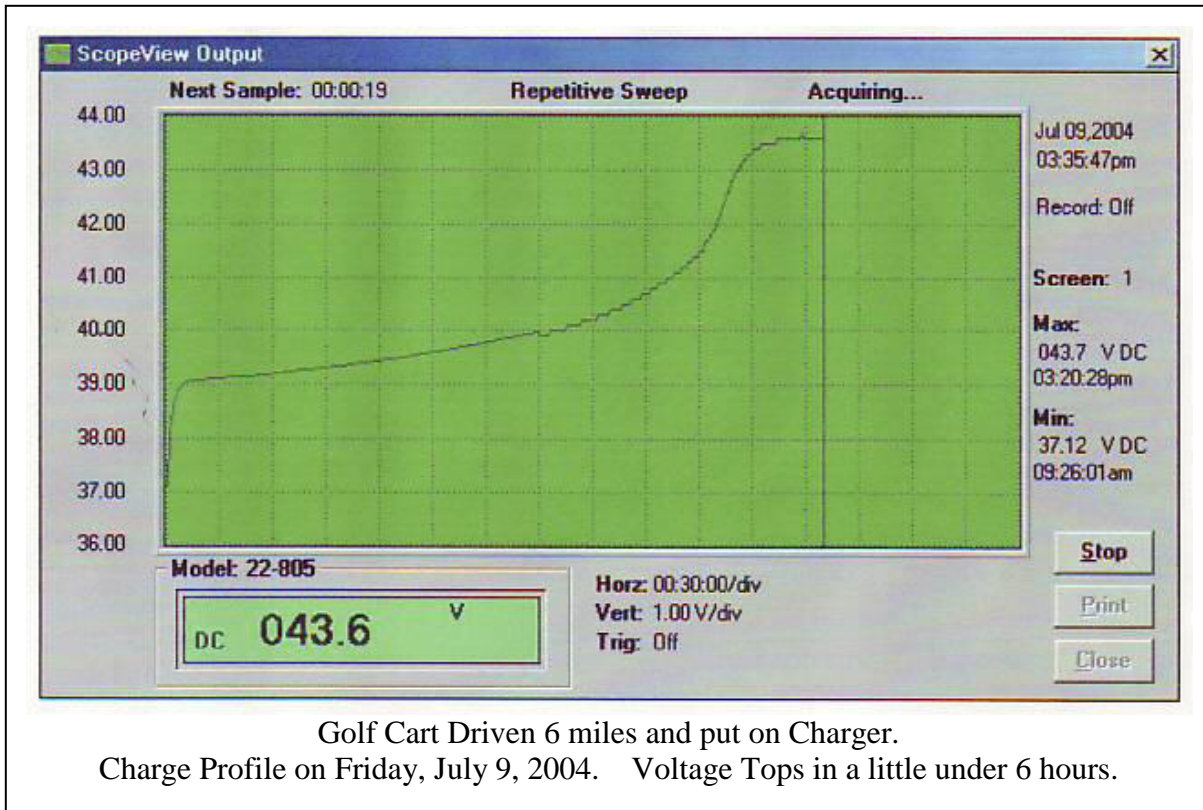 ScopeView Output
Next Sample: 00:00:19 Repetitive Sweep Acquiring...
44.00
43.00
42.00
41.00
40.00
39.00
38.00
37.00
36.00
Jul 09,2004
03:35:47pm
Record: Off
Screen: 1
Max:
043.7 V DC
03:20:28pm
Min:
37.12 V DC
09:26:01am
Stop
Print
Close
Model: 22-805
DC 043.6 V
Horz: 00:30:00/div
Vert: 1.00 V/div
Trig: Off
Golf Cart Driven 6 miles and put on Charger.
Charge Profile on Friday, July 9, 2004. Voltage Tops in a little under 6 hours.